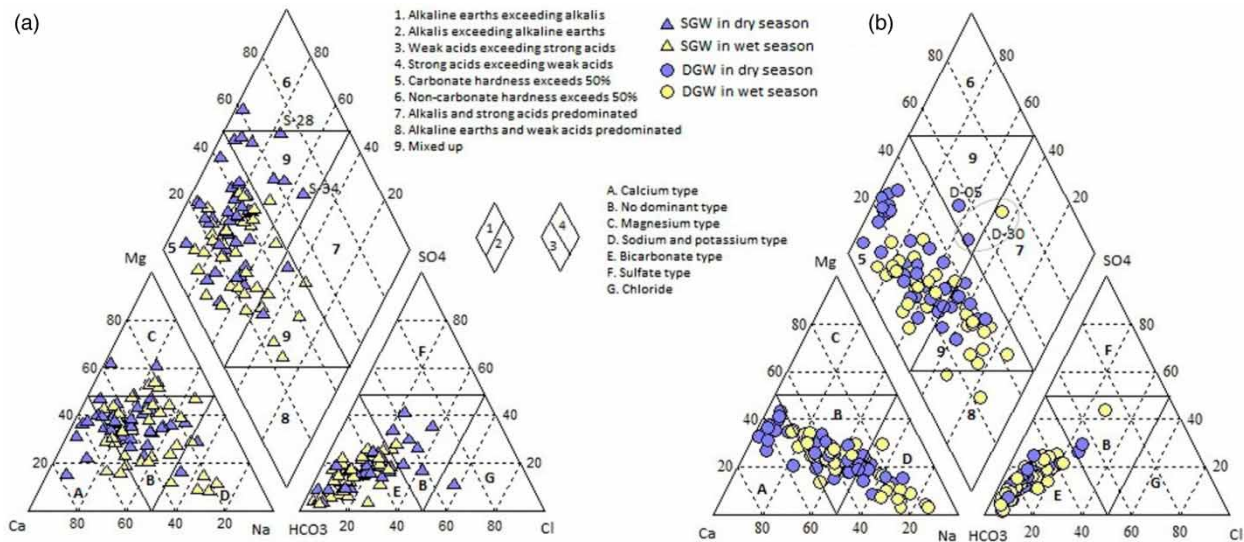 (a)
(b)
1. Alkaline earths exceeding alkalis
2. Alkalis exceeding alkaline earths
3. Weak acids exceeding strong acids
4. Strong acids exceeding weak acids
5. Carbonate hardness exceeds 50%
6. Non-carbonate hardness exceeds 50%
7. Alkalis and strong acids predominated
8. Alkaline earths and weak acids predominated
9. Mixed up
SGW in dry season
SGW in wet season
DGW in dry season
DGW in wet season
A. Calcium type
B. No dominant type
C. Magnesium type
D. Sodium and potassium type
E. Bicarbonate type
F. Sulfate type
G. Chloride
1
2
3
4
80 80
6
60 60
S-28
40 9 40
S-34
20 20
5 7
Mg SO4
80 9 80
C F
60 60
40 8 40
20 20
A B D E B G
Ca 80 60 40 20 Na HCO3 20 40 60 80 Cl
80 80
6
60 60
40 9 40
20 D-05 20
D-30
5 7
Mg SO4
80 80
C 9 F
60 8 60
40 B B 40
20 D 20
A E G
Ca 80 60 40 20 Na HCO3 20 40 60 80 Cl